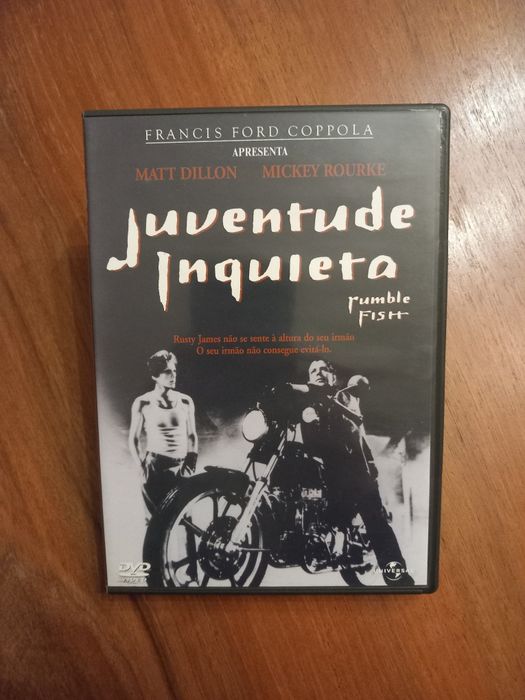 FRANCIS FORD COPPOLA
APRESENTA
MATT DILLON MICKEY ROURKE
Juventude
Inquieta
rumble
FISH
Rusty James não se sente à altura do seu irmão
O seu irmão não consegue evitá-lo.
DVD
VIDEO
UNIVERSAL